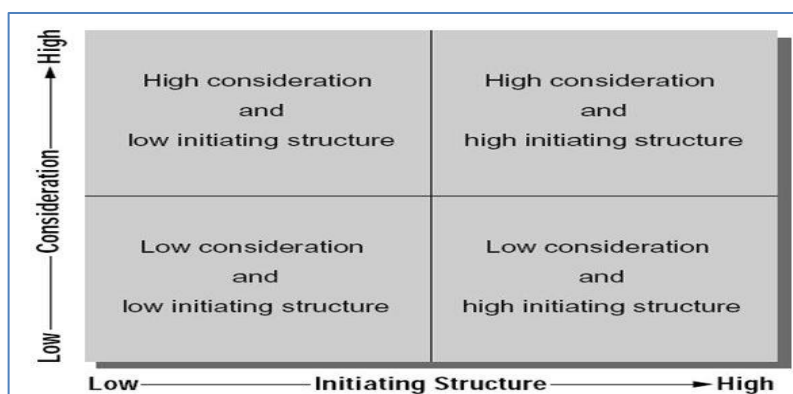 High
Consideration
Low
High consideration
and
low initiating structure
High consideration
and
high initiating structure
Low consideration
and
low initiating structure
Low consideration
and
high initiating structure
Low
Initiating Structure
High